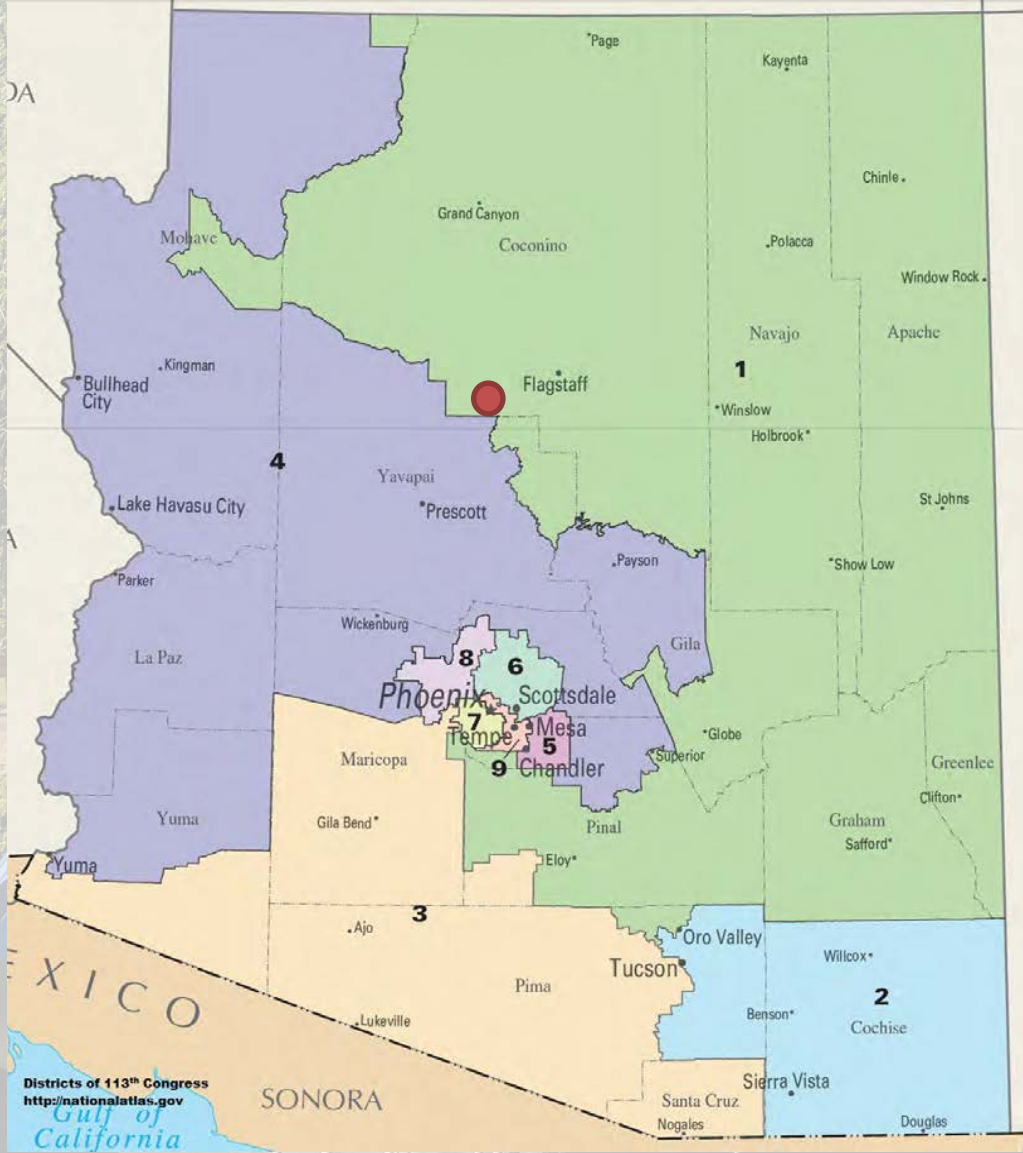 Page
Kayenta
DA
Chinle
Grand Canyon
Mohave
Coconino
Polacca
Window Rock
Navajo
Apache
Kingman
1
Bullhead
City
Flagstaff
Winslow
Holbrook
4
Yavapai
Prescott
Lake Havasu City
St Johns
A
Payson
Show Low
Parker
Wickenburg
Gila
La Paz
8
6
Phoenix
Scottsdale
7
Mesa
Tempe
5
Globe
Superior
Maricopa
9
Chandler
Greenlee
Clifton
Yuma
Gila Bend
Pinal
Graham
Safford
Yuma
Eloy
3
Ajo
Oro Valley
Willcox
Tucson
EXICO
Pima
2
Benson
Cochise
Lukeville
Districts of 113th Congress
http://nationalatlas.gov
Gulf of
California
SONORA
Sierra Vista
Santa Cruz
Nogales
Douglas